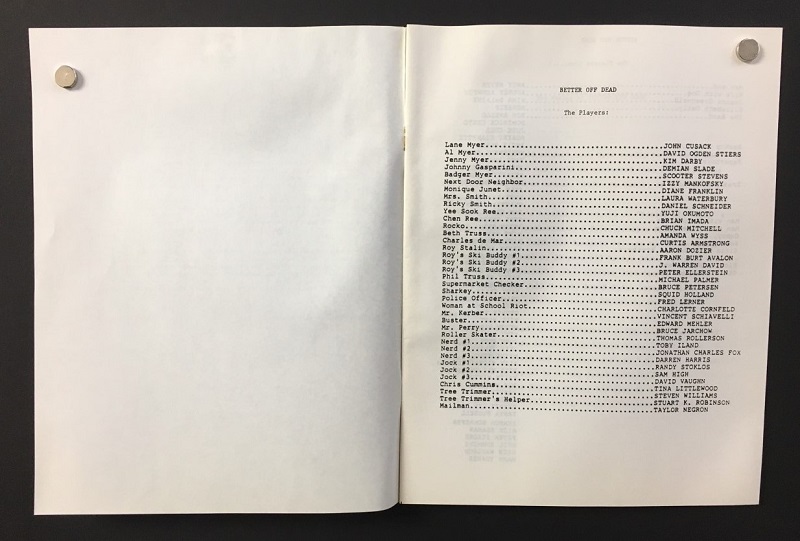 BETTER OFF DEAD
The Players:
Lane Myer........................................JOHN CUSACK
Al Myer..........................................DAVID OGDEN STIERS
Jenny Myer.......................................KIM DARBY
Johnny Gasparini.................................DEMIAN SLADE
Badger Myer......................................SCOOTER STEVENS
Next Door Neighbor...............................IZZY MANKOFSKY
Monique Junet....................................DIANE FRANKLIN
Mrs. Smith.......................................LAURA WATERBURY
Ricky Smith......................................DANIEL SCHNEIDER
Yee Sook Ree.....................................YUJI OKUMOTO
Chen Ree.........................................BRIAN IMADA
Rocko............................................CHUCK MITCHELL
Beth Truss.......................................AMANDA WYSS
Charles de Mar...................................CURTIS ARMSTRONG
Roy Stalin.......................................AARON DOZIER
Roy's Ski Buddy #1...............................FRANK BURT AVALON
Roy's Ski Buddy #2...............................J. WARREN DAVID
Roy's Ski Buddy #3...............................PETER ELLERSTEIN
Phil Truss.......................................MICHAEL PALMER
Supermarket Checker..............................BRUCE PETERSEN
Sharkey..........................................SQUID HOLLAND
Police Officer...................................FRED LERNER
Woman at School Riot.............................CHARLOTTE CORNFELD
Mr. Kerber.......................................VINCENT SCHIAVELLI
Buster...........................................EDWARD MEHLER
Mr. Perry........................................BRUCE JARCHOW
Roller Skater....................................THOMAS ROLLERSON
Nerd #1..........................................TOBY ILAND
Nerd #2..........................................JONATHAN CHARLES FOX
Nerd #3..........................................DARREN HARRIS
Jock #1..........................................RANDY STOKLOS
Jock #2..........................................SAM HIGH
Jock #3..........................................DAVID VAUGHN
Chris Cummins....................................TINA LITTLEWOOD
Tree Trimmer.....................................STEVEN WILLIAMS
Tree Trimmer's Helper............................STUART K. ROBINSON
Mailman..........................................TAYLOR NEGRON